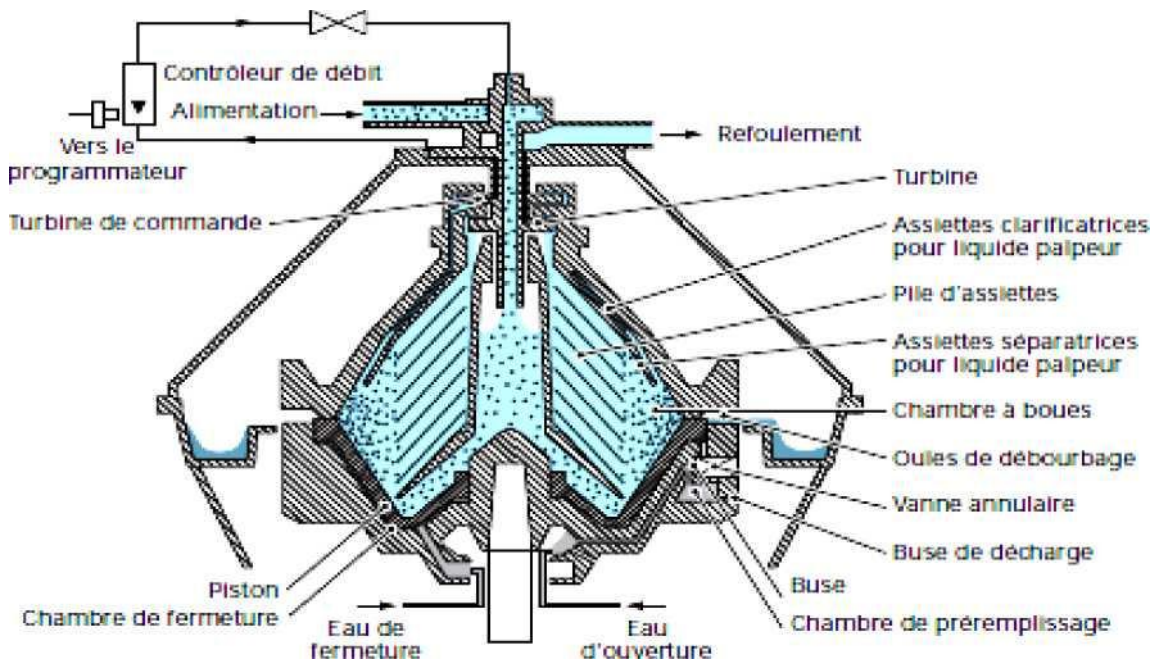 Contrôleur de débit
Alimentation
Vers le
programmateur
Turbine de commande
Refoulement
Turbine
Assiettes clarificatrices
pour liquide palpeur
Pile d'assiettes
Assiettes séparatrices
pour liquide palpeur
Chambre à boues
Ouïes de débourbage
Vanne annulaire
Buse de décharge
Buse
Chambre de préremplissage
Piston
Chambre de fermeture
Eau de
fermeture
Eau
d'ouverture